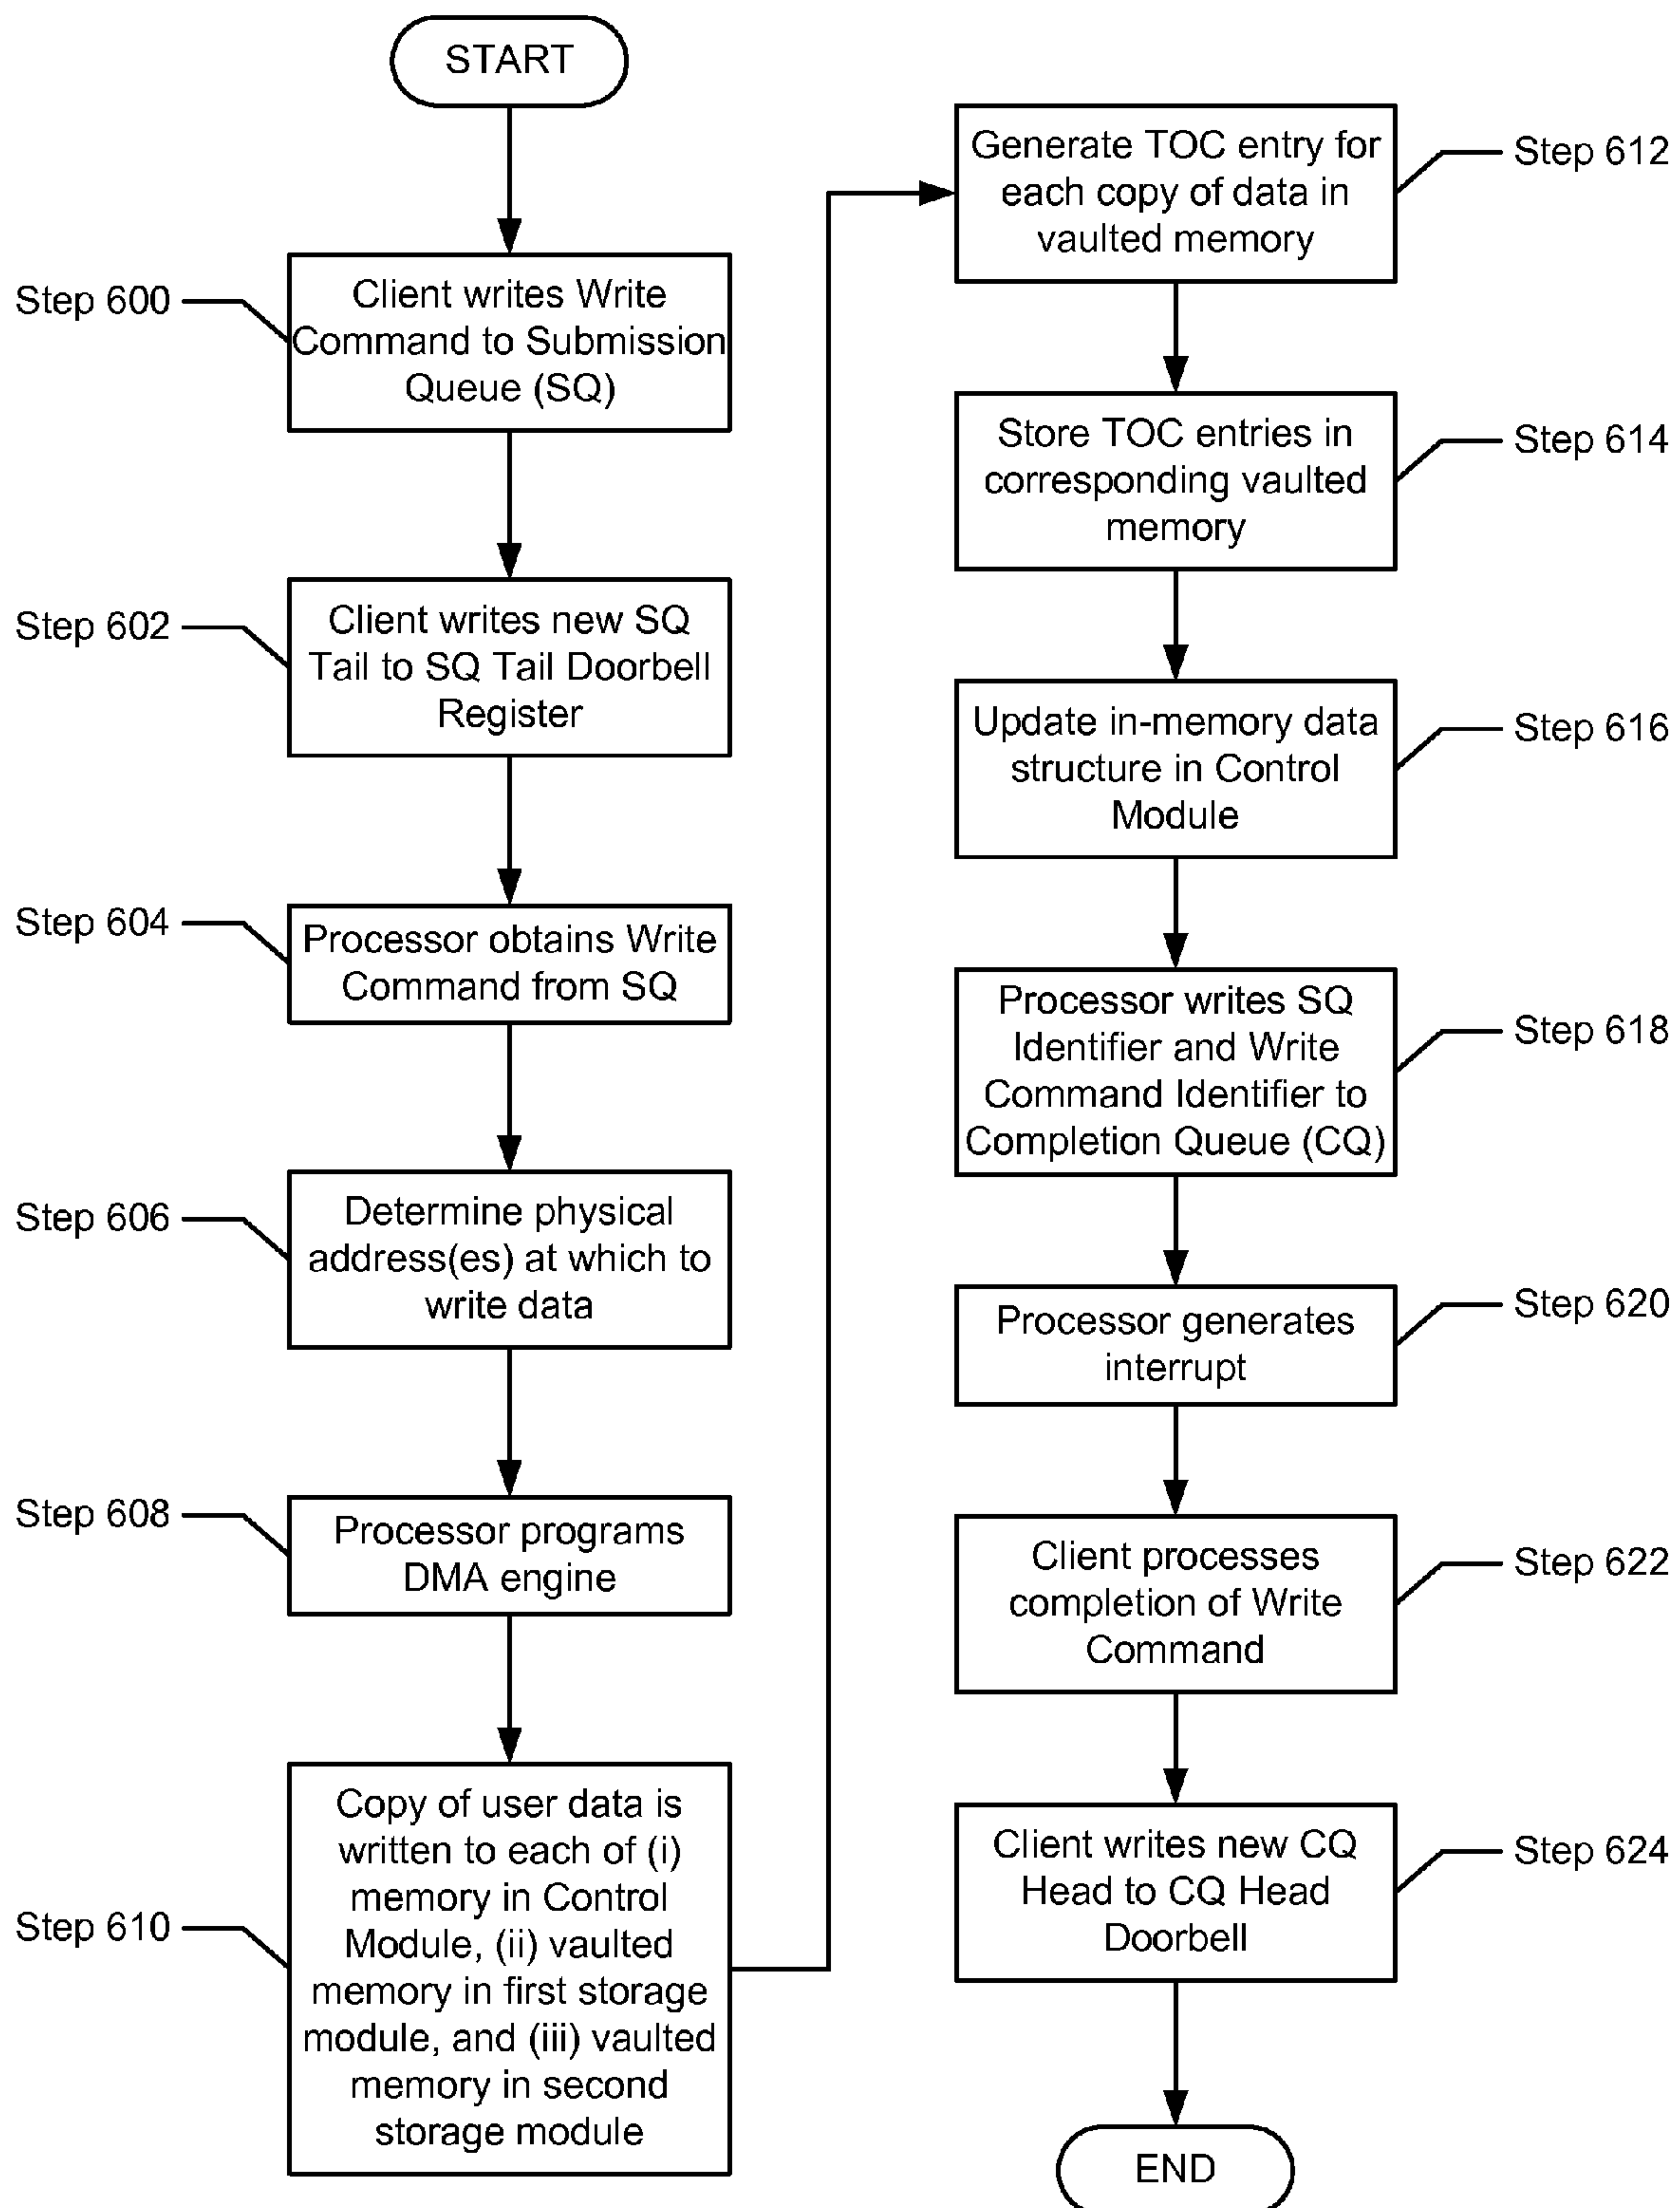 START
Step 600
Client writes Write
Command to Submission
Queue (SQ)
Step 602
Client writes new SQ
Tail to SQ Tail Doorbell
Register
Step 604
Processor obtains Write
Command from SQ
Step 606
Determine physical
address(es) at which to
write data
Step 608
Processor programs
DMA engine
Step 610
Copy of user data is
written to each of (i)
memory in Control
Module, (ii) vaulted
memory in first storage
module, and (iii) vaulted
memory in second
storage module
Generate TOC entry for
each copy of data in
vaulted memory
Step 612
Store TOC entries in
corresponding vaulted
memory
Step 614
Update in-memory data
structure in Control
Module
Step 616
Processor writes SQ
Identifier and Write
Command Identifier to
Completion Queue (CQ)
Step 618
Processor generates
interrupt
Step 620
Client processes
completion of Write
Command
Step 622
Client writes new CQ
Head to CQ Head
Doorbell
Step 624
END